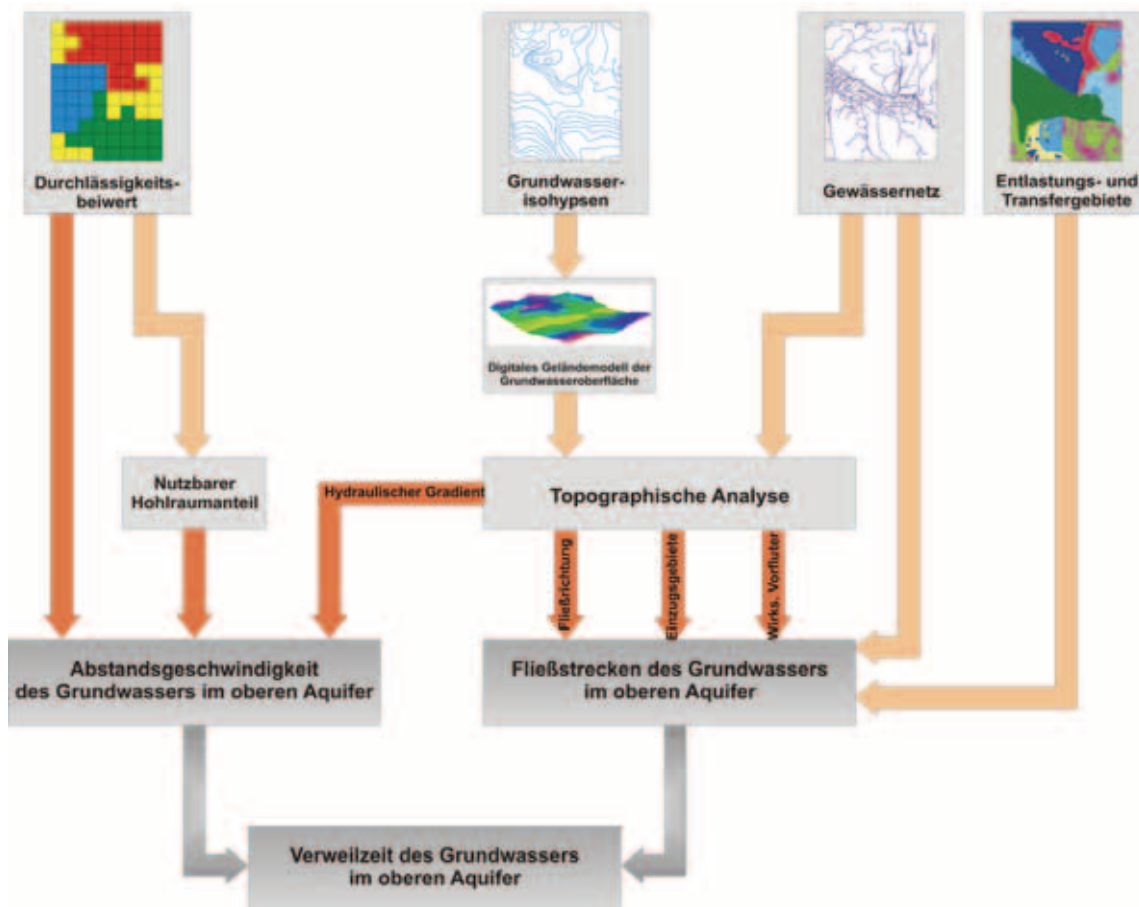 Durchlässigkeits-
beiwert
Grundwasser-
isohypsen
Gewässernetz
Entlastungs- und
Transfergebiete
Digitales Geländemodell der
Grundwasseroberfläche
Nutzbarer
Hohlraumanteil
Hydraulischer Gradient
Topographische Analyse
Fließrichtung
Einzugsgebiete
Wirks. Vorfluter
Abstandsgeschwindigkeit
des Grundwassers im oberen Aquifer
Fließstrecken des Grundwassers
im oberen Aquifer
Verweilzeit des Grundwassers
im oberen Aquifer